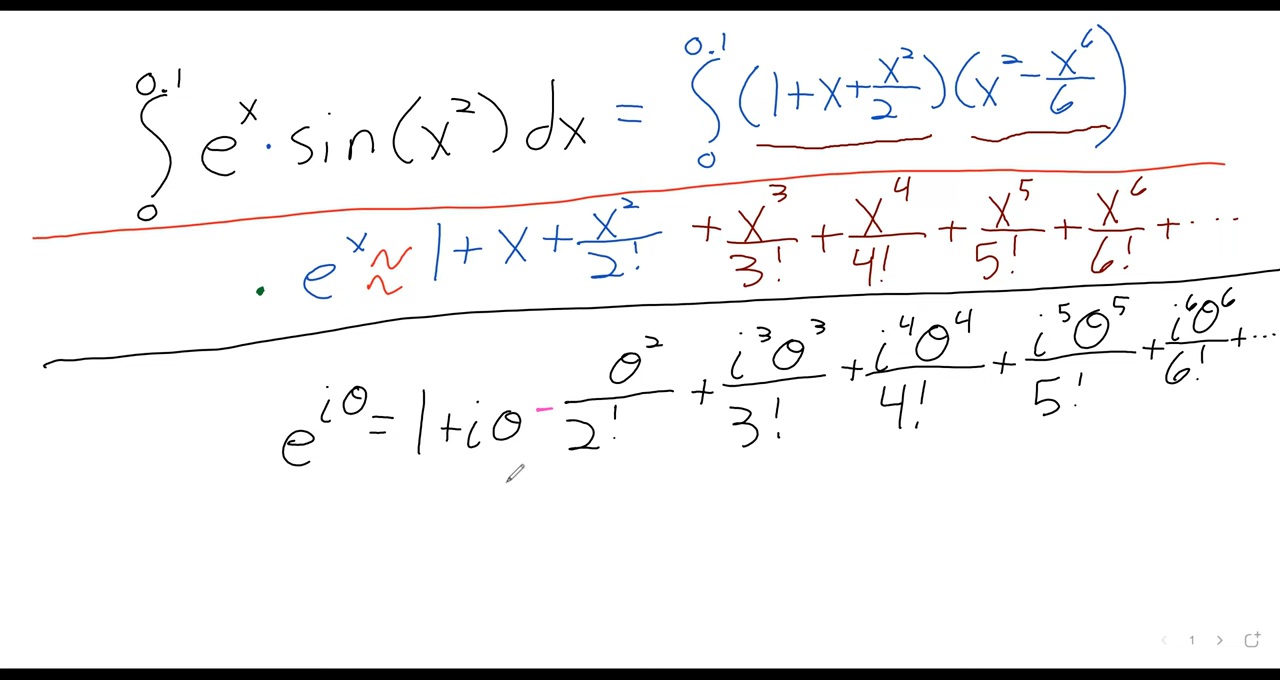 ∫₀^0.1 e^x · sin(x²) dx = ∫₀^0.1 (1 + x + x²/2)(x² - x⁶/6)
· e^x ≈ 1 + x + x²/2! + x³/3! + x⁴/4! + x⁵/5! + x⁶/6! + ...
e^iθ = 1 + iθ - θ²/2! + i³θ³/3! + i⁴θ⁴/4! + i⁵θ⁵/5! + i⁶θ⁶/6! + ...
1